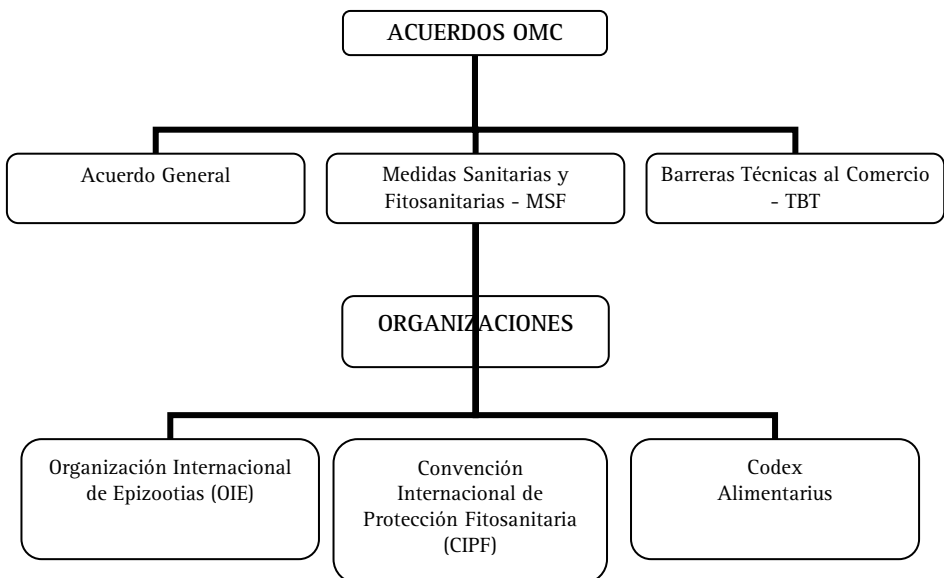 ACUERDOS OMC
Acuerdo General
Medidas Sanitarias y
Fitosanitarias - MSF
Barreras Técnicas al Comercio
- TBT
ORGANIZACIONES
Organización Internacional
de Epizootias (OIE)
Convención
Internacional de
Protección Fitosanitaria
(CIPF)
Codex
Alimentarius